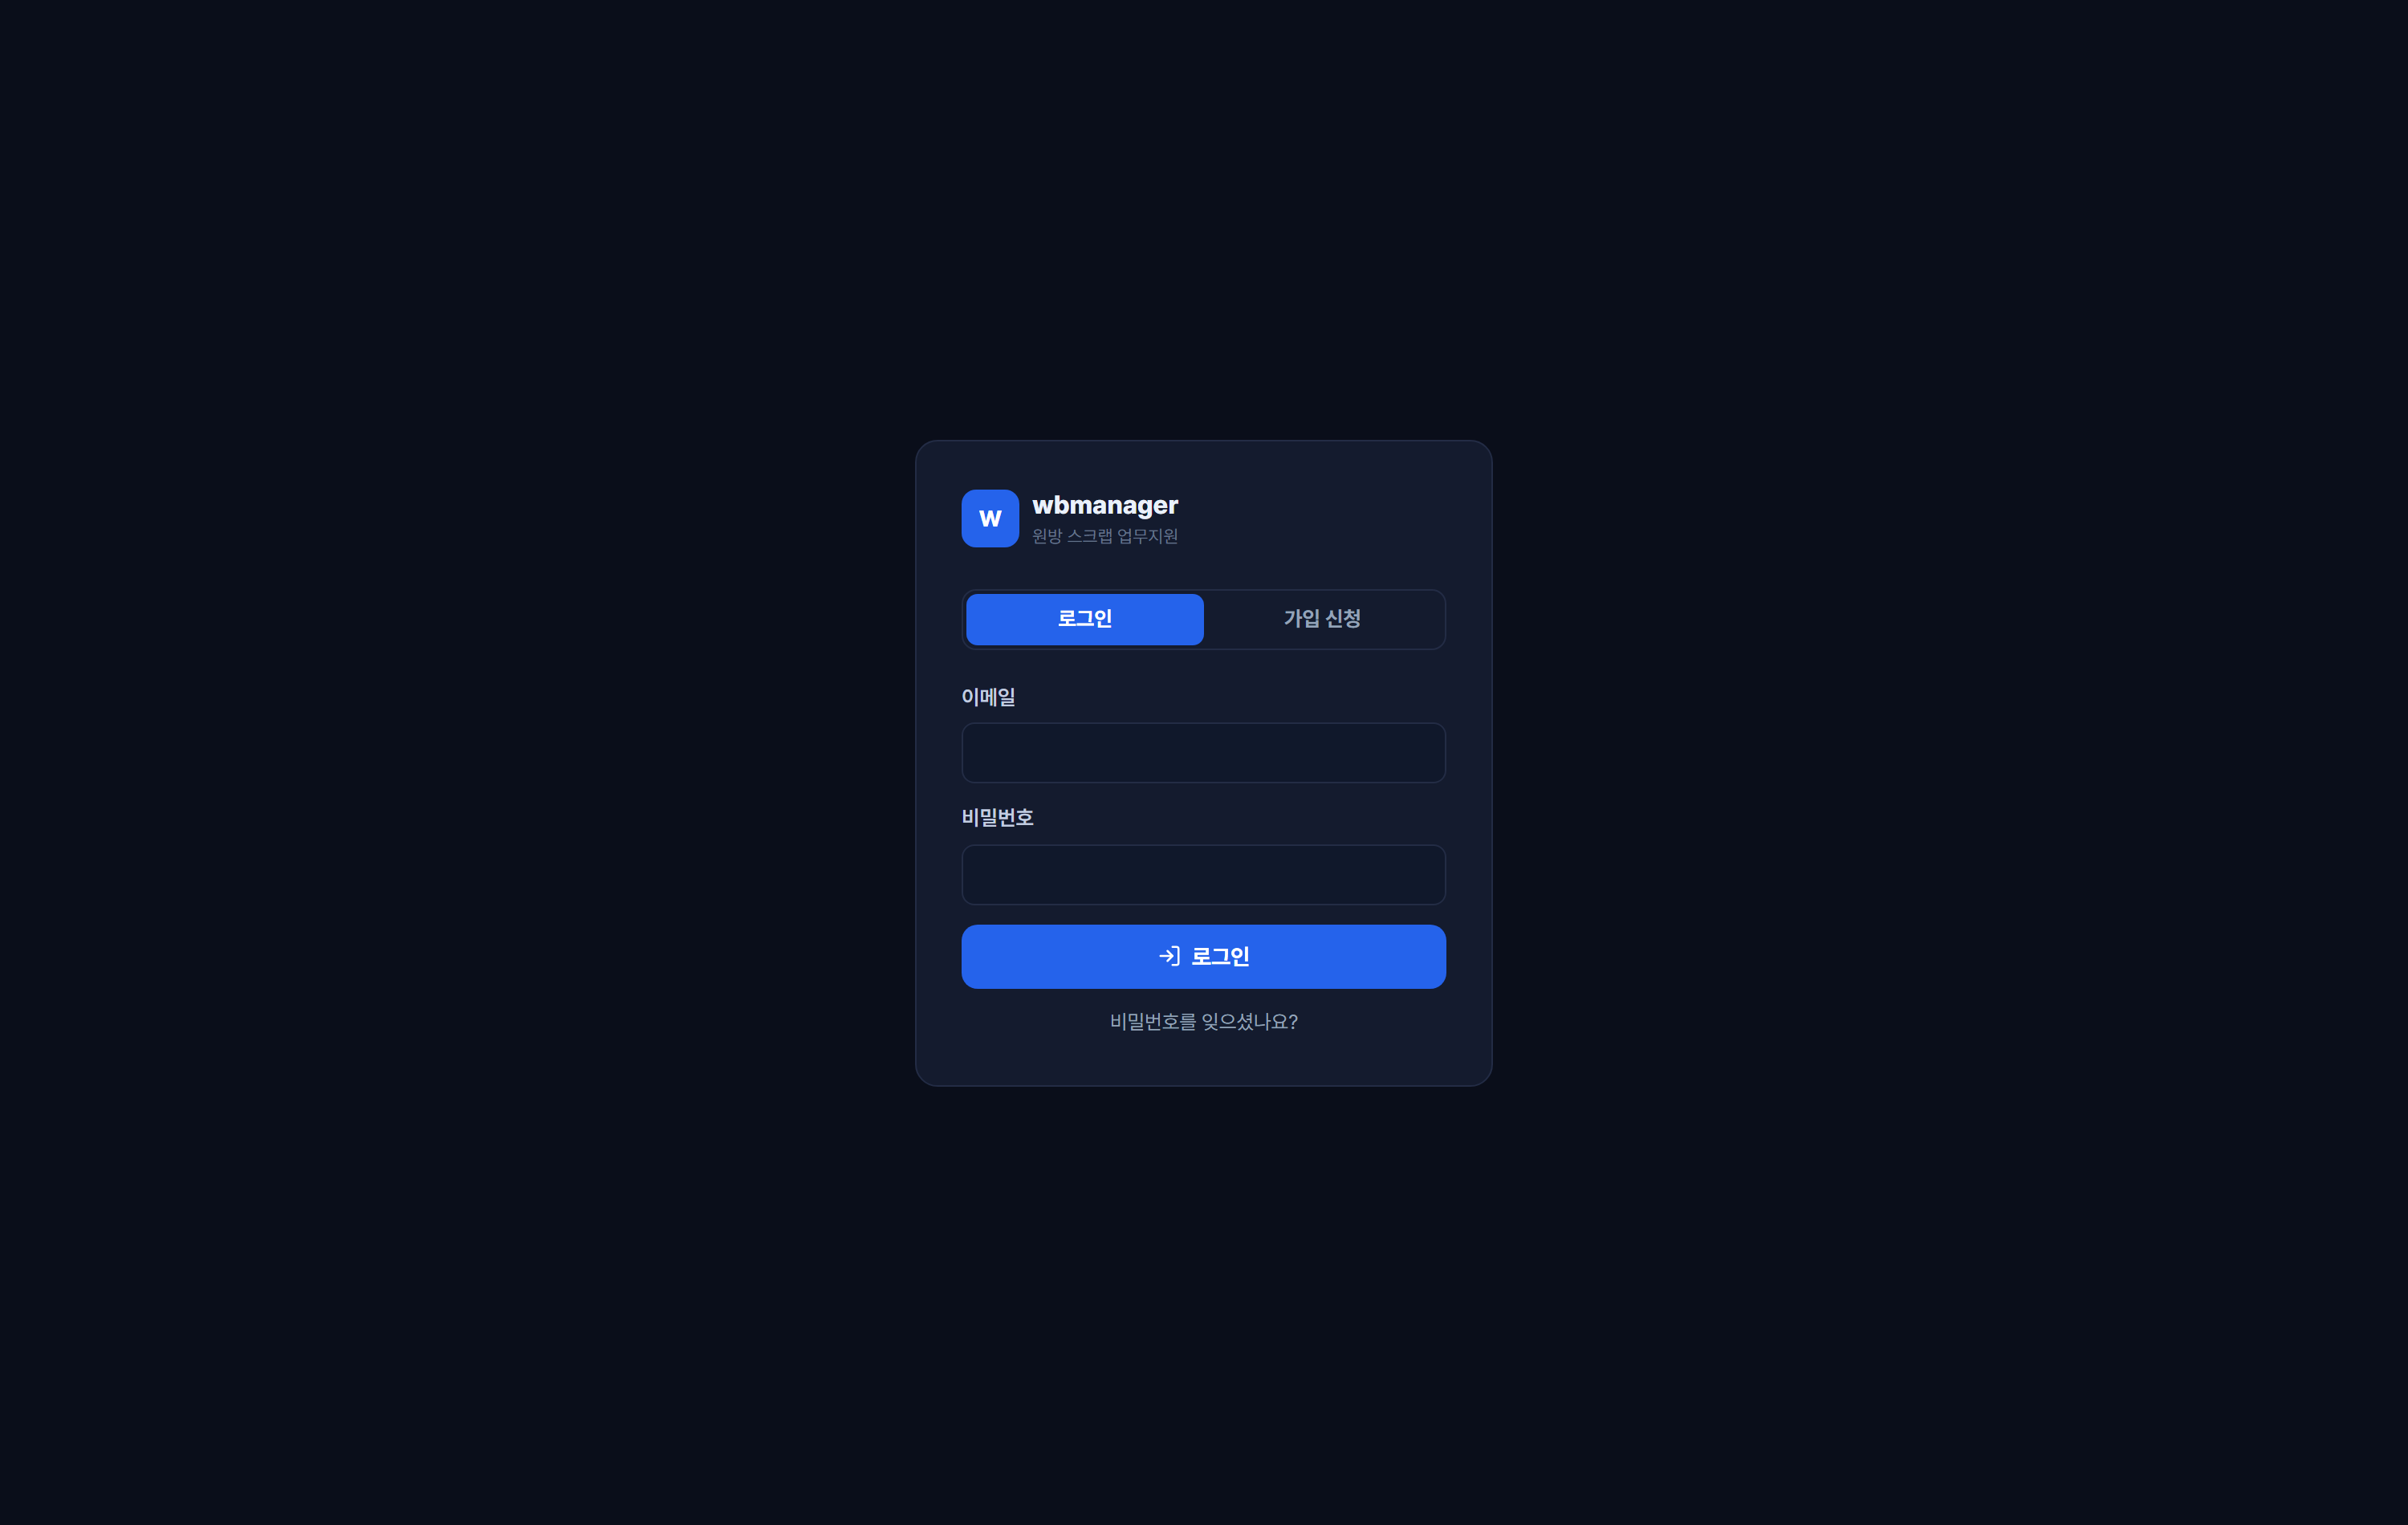 W
wbmanager
원방 스크랩 업무지원
로그인
가입 신청
이메일
비밀번호
로그인
비밀번호를 잊으셨나요?